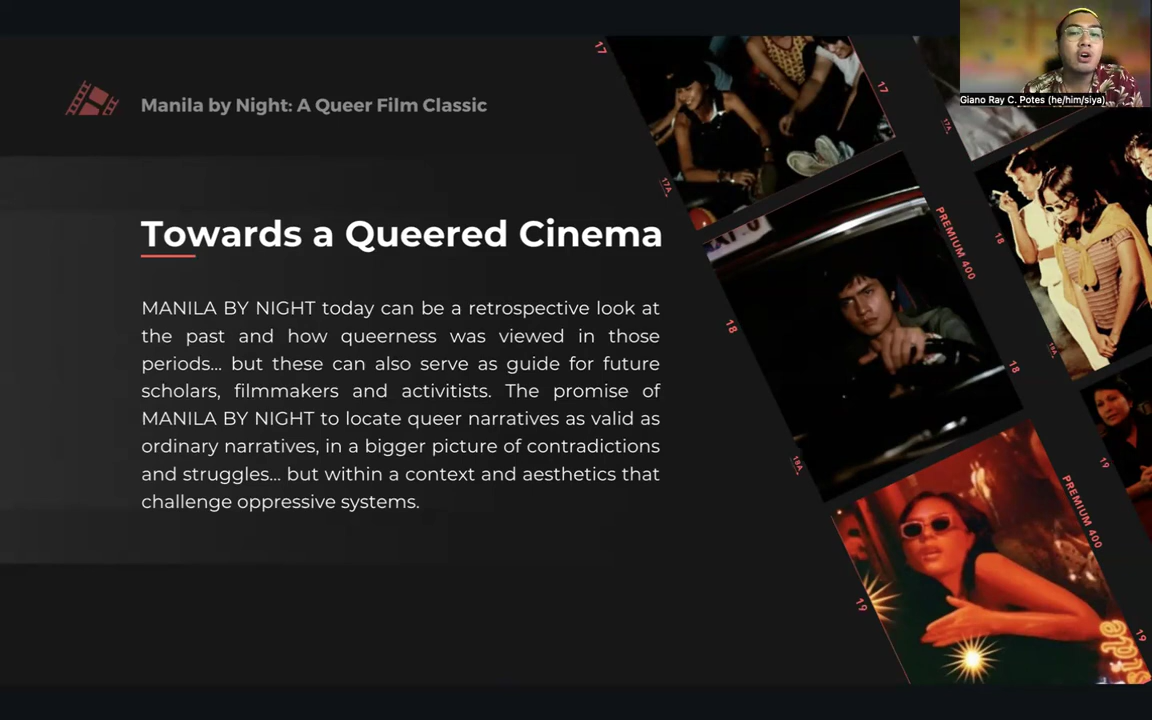 Manila by Night: A Queer Film Classic
Towards a Queered Cinema
MANILA BY NIGHT today can be a retrospective look at
the past and how queerness was viewed in those
periods... but these can also serve as guide for future
scholars, filmmakers and activitists. The promise of
MANILA BY NIGHT to locate queer narratives as valid as
ordinary narratives, in a bigger picture of contradictions
and struggles... but within a context and aesthetics that
challenge oppressive systems.
Giano Ray C. Potes (he/him/siya)
17
17
17A
17A
PREMIUM 400
18
18
18
18A
18A
PREMIUM 400
19
19
19